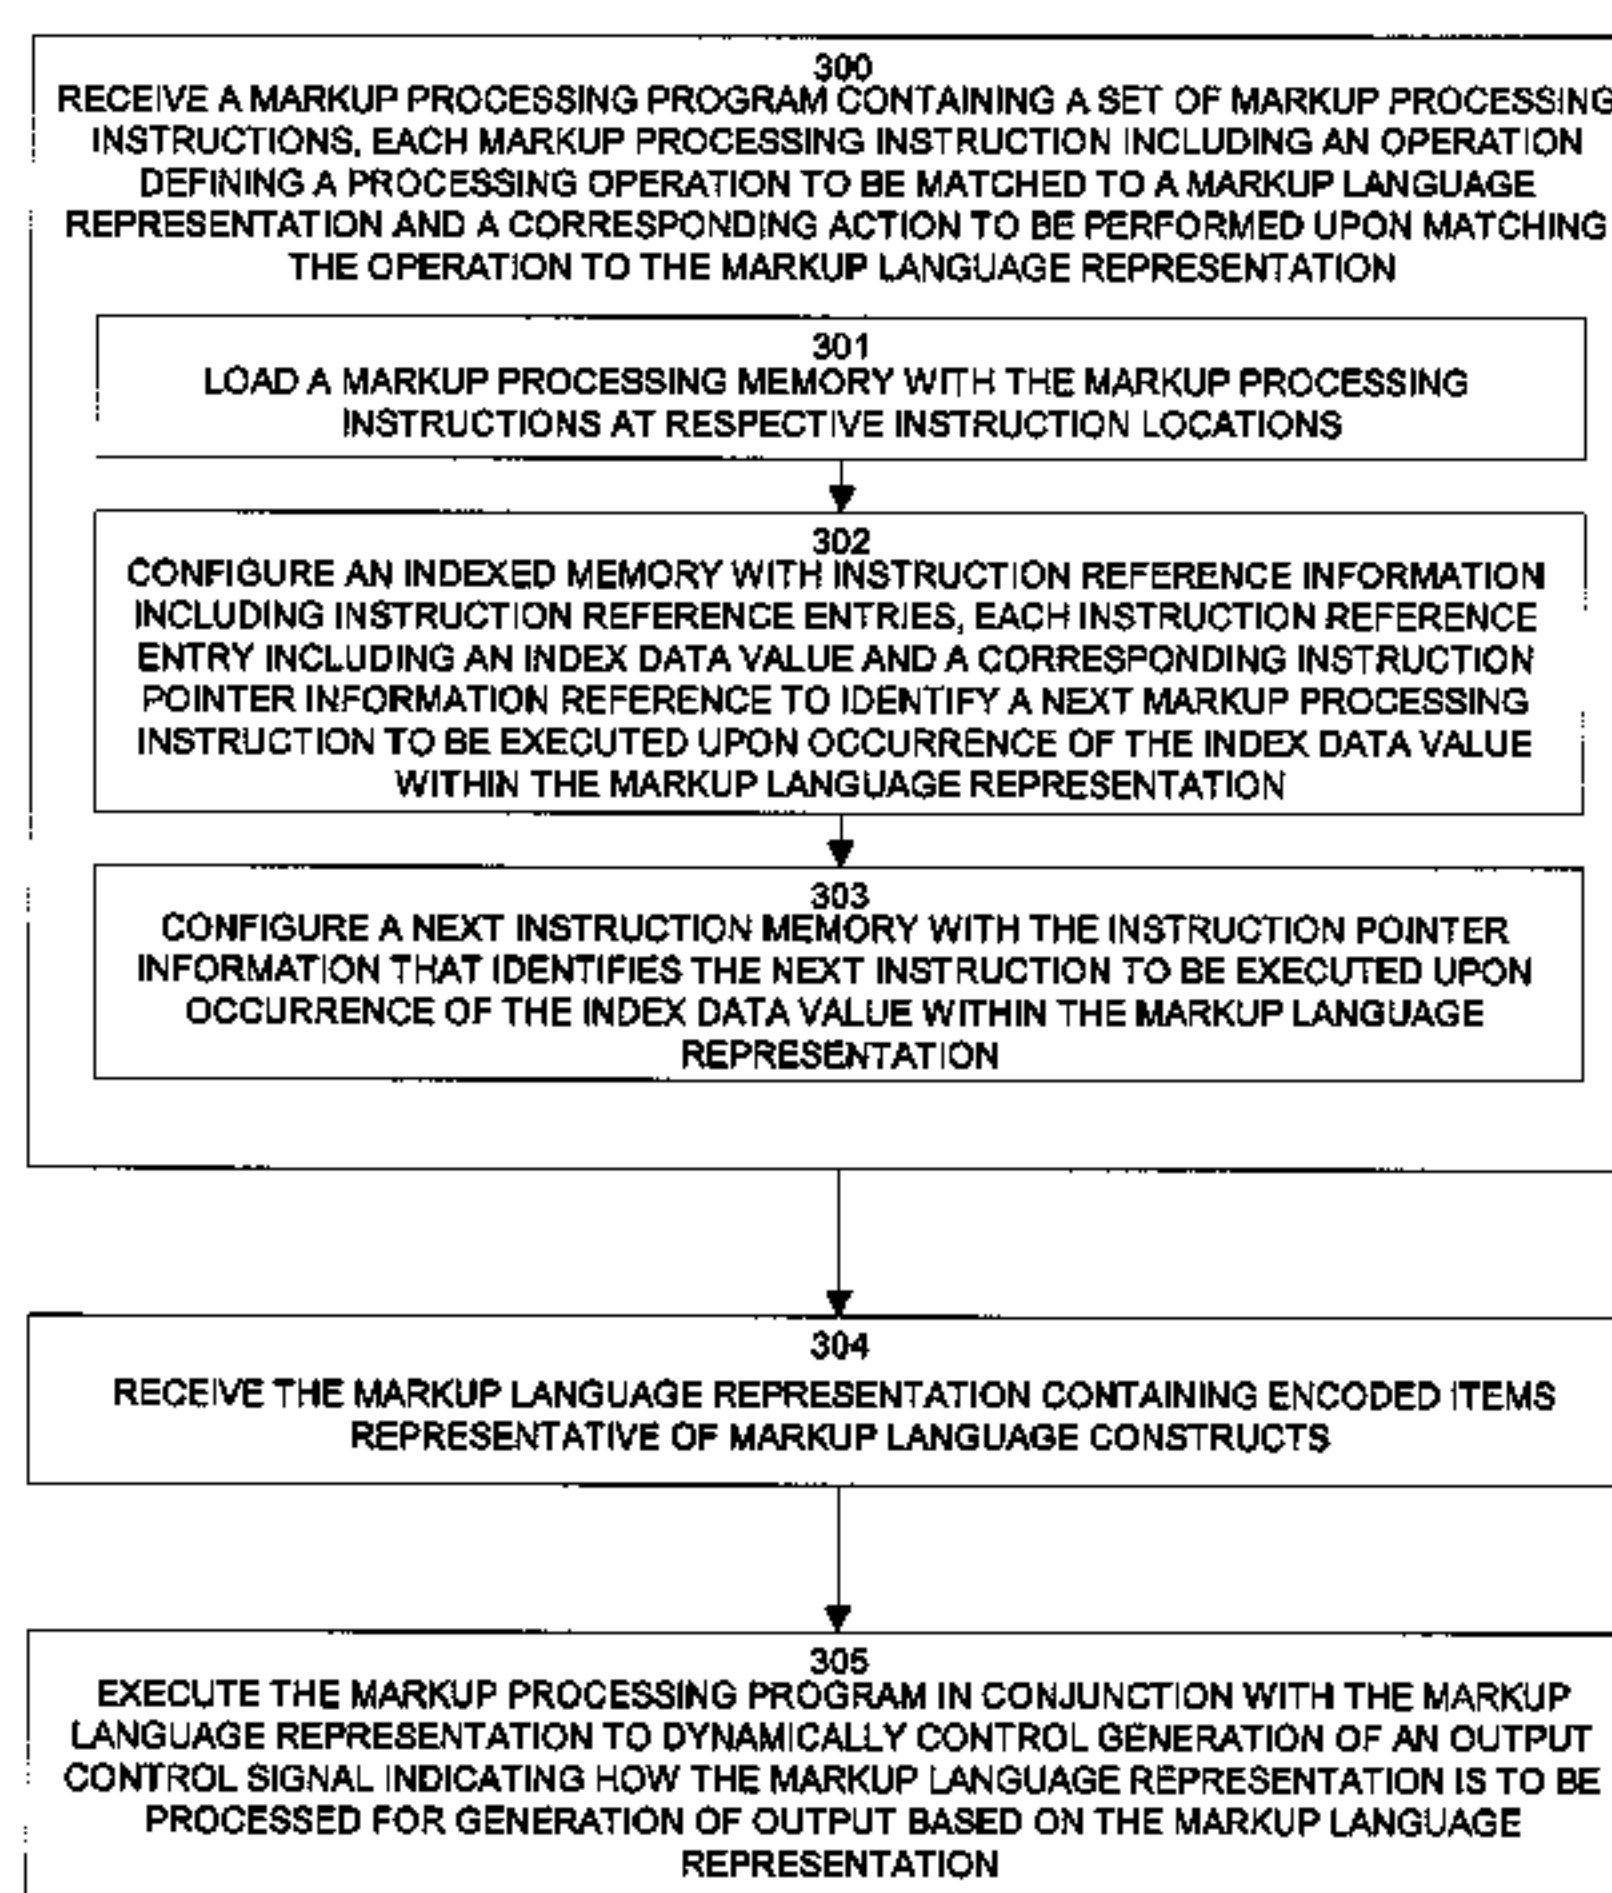 300
RECEIVE A MARKUP PROCESSING PROGRAM CONTAINING A SET OF MARKUP PROCESSING
INSTRUCTIONS, EACH MARKUP PROCESSING INSTRUCTION INCLUDING AN OPERATION
DEFINING A PROCESSING OPERATION TO BE MATCHED TO A MARKUP LANGUAGE
REPRESENTATION AND A CORRESPONDING ACTION TO BE PERFORMED UPON MATCHING
THE OPERATION TO THE MARKUP LANGUAGE REPRESENTATION
301
LOAD A MARKUP PROCESSING MEMORY WITH THE MARKUP PROCESSING
INSTRUCTIONS AT RESPECTIVE INSTRUCTION LOCATIONS
302
CONFIGURE AN INDEXED MEMORY WITH INSTRUCTION REFERENCE INFORMATION
INCLUDING INSTRUCTION REFERENCE ENTRIES, EACH INSTRUCTION REFERENCE
ENTRY INCLUDING AN INDEX DATA VALUE AND A CORRESPONDING INSTRUCTION
POINTER INFORMATION REFERENCE TO IDENTIFY A NEXT MARKUP PROCESSING
INSTRUCTION TO BE EXECUTED UPON OCCURRENCE OF THE INDEX DATA VALUE
WITHIN THE MARKUP LANGUAGE REPRESENTATION
303
CONFIGURE A NEXT INSTRUCTION MEMORY WITH THE INSTRUCTION POINTER
INFORMATION THAT IDENTIFIES THE NEXT INSTRUCTION TO BE EXECUTED UPON
OCCURRENCE OF THE INDEX DATA VALUE WITHIN THE MARKUP LANGUAGE
REPRESENTATION
304
RECEIVE THE MARKUP LANGUAGE REPRESENTATION CONTAINING ENCODED ITEMS
REPRESENTATIVE OF MARKUP LANGUAGE CONSTRUCTS
305
EXECUTE THE MARKUP PROCESSING PROGRAM IN CONJUNCTION WITH THE MARKUP
LANGUAGE REPRESENTATION TO DYNAMICALLY CONTROL GENERATION OF AN OUTPUT
CONTROL SIGNAL INDICATING HOW THE MARKUP LANGUAGE REPRESENTATION IS TO BE
PROCESSED FOR GENERATION OF OUTPUT BASED ON THE MARKUP LANGUAGE
REPRESENTATION